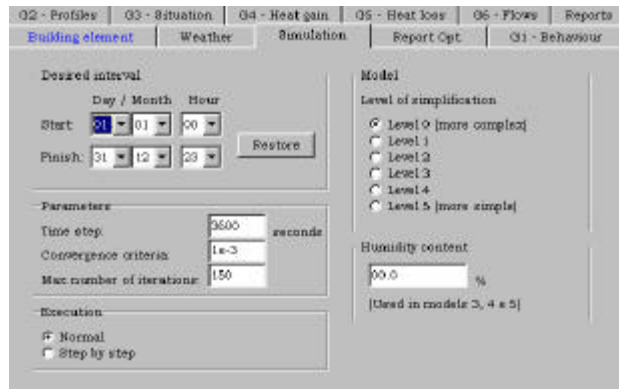 G2 - Profiles G3 - Situation G4 - Heat gain G5 - Heat loss G6 - Flows Reports
Building element Weather Simulation Report Opt. G1 - Behaviour
Desired interval
Day / Month Hour
Start: 01 01 00
Finish: 31 12 23
Restore
Parameters
Time step: 3600 seconds
Convergence criteria: 1e-3
Max number of iterations: 150
Execution
Normal
Step by step
Model
Level of simplification
Level 0 (more complex)
Level 1
Level 2
Level 3
Level 4
Level 5 (more simple)
Humidity content
00.0 %
(Used in models 3, 4 e 5)